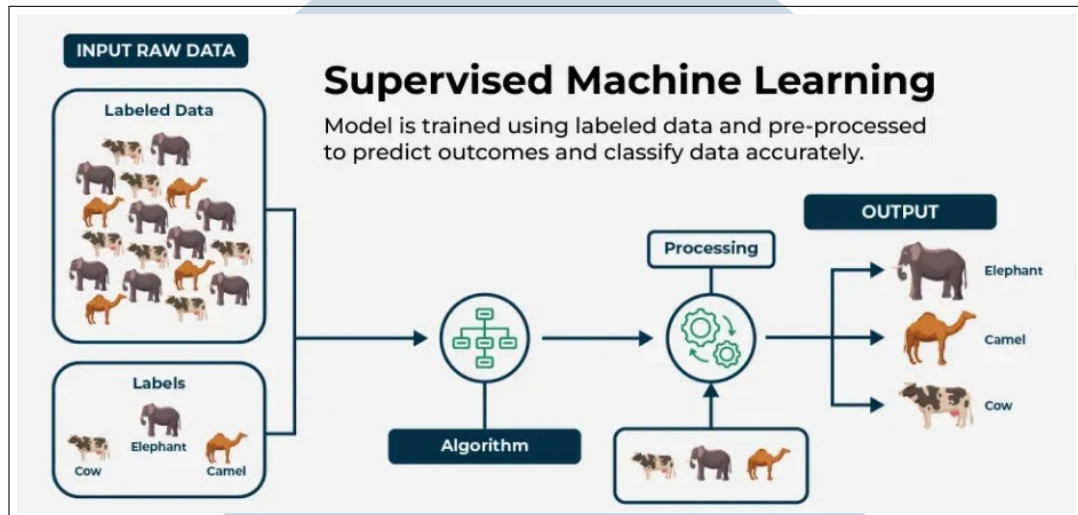 INPUT RAW DATA
Labeled Data
Supervised Machine Learning
Model is trained using labeled data and pre-processed
to predict outcomes and classify data accurately.
Labels
Elephant
Cow
Camel
Algorithm
Processing
OUTPUT
Elephant
Camel
Cow